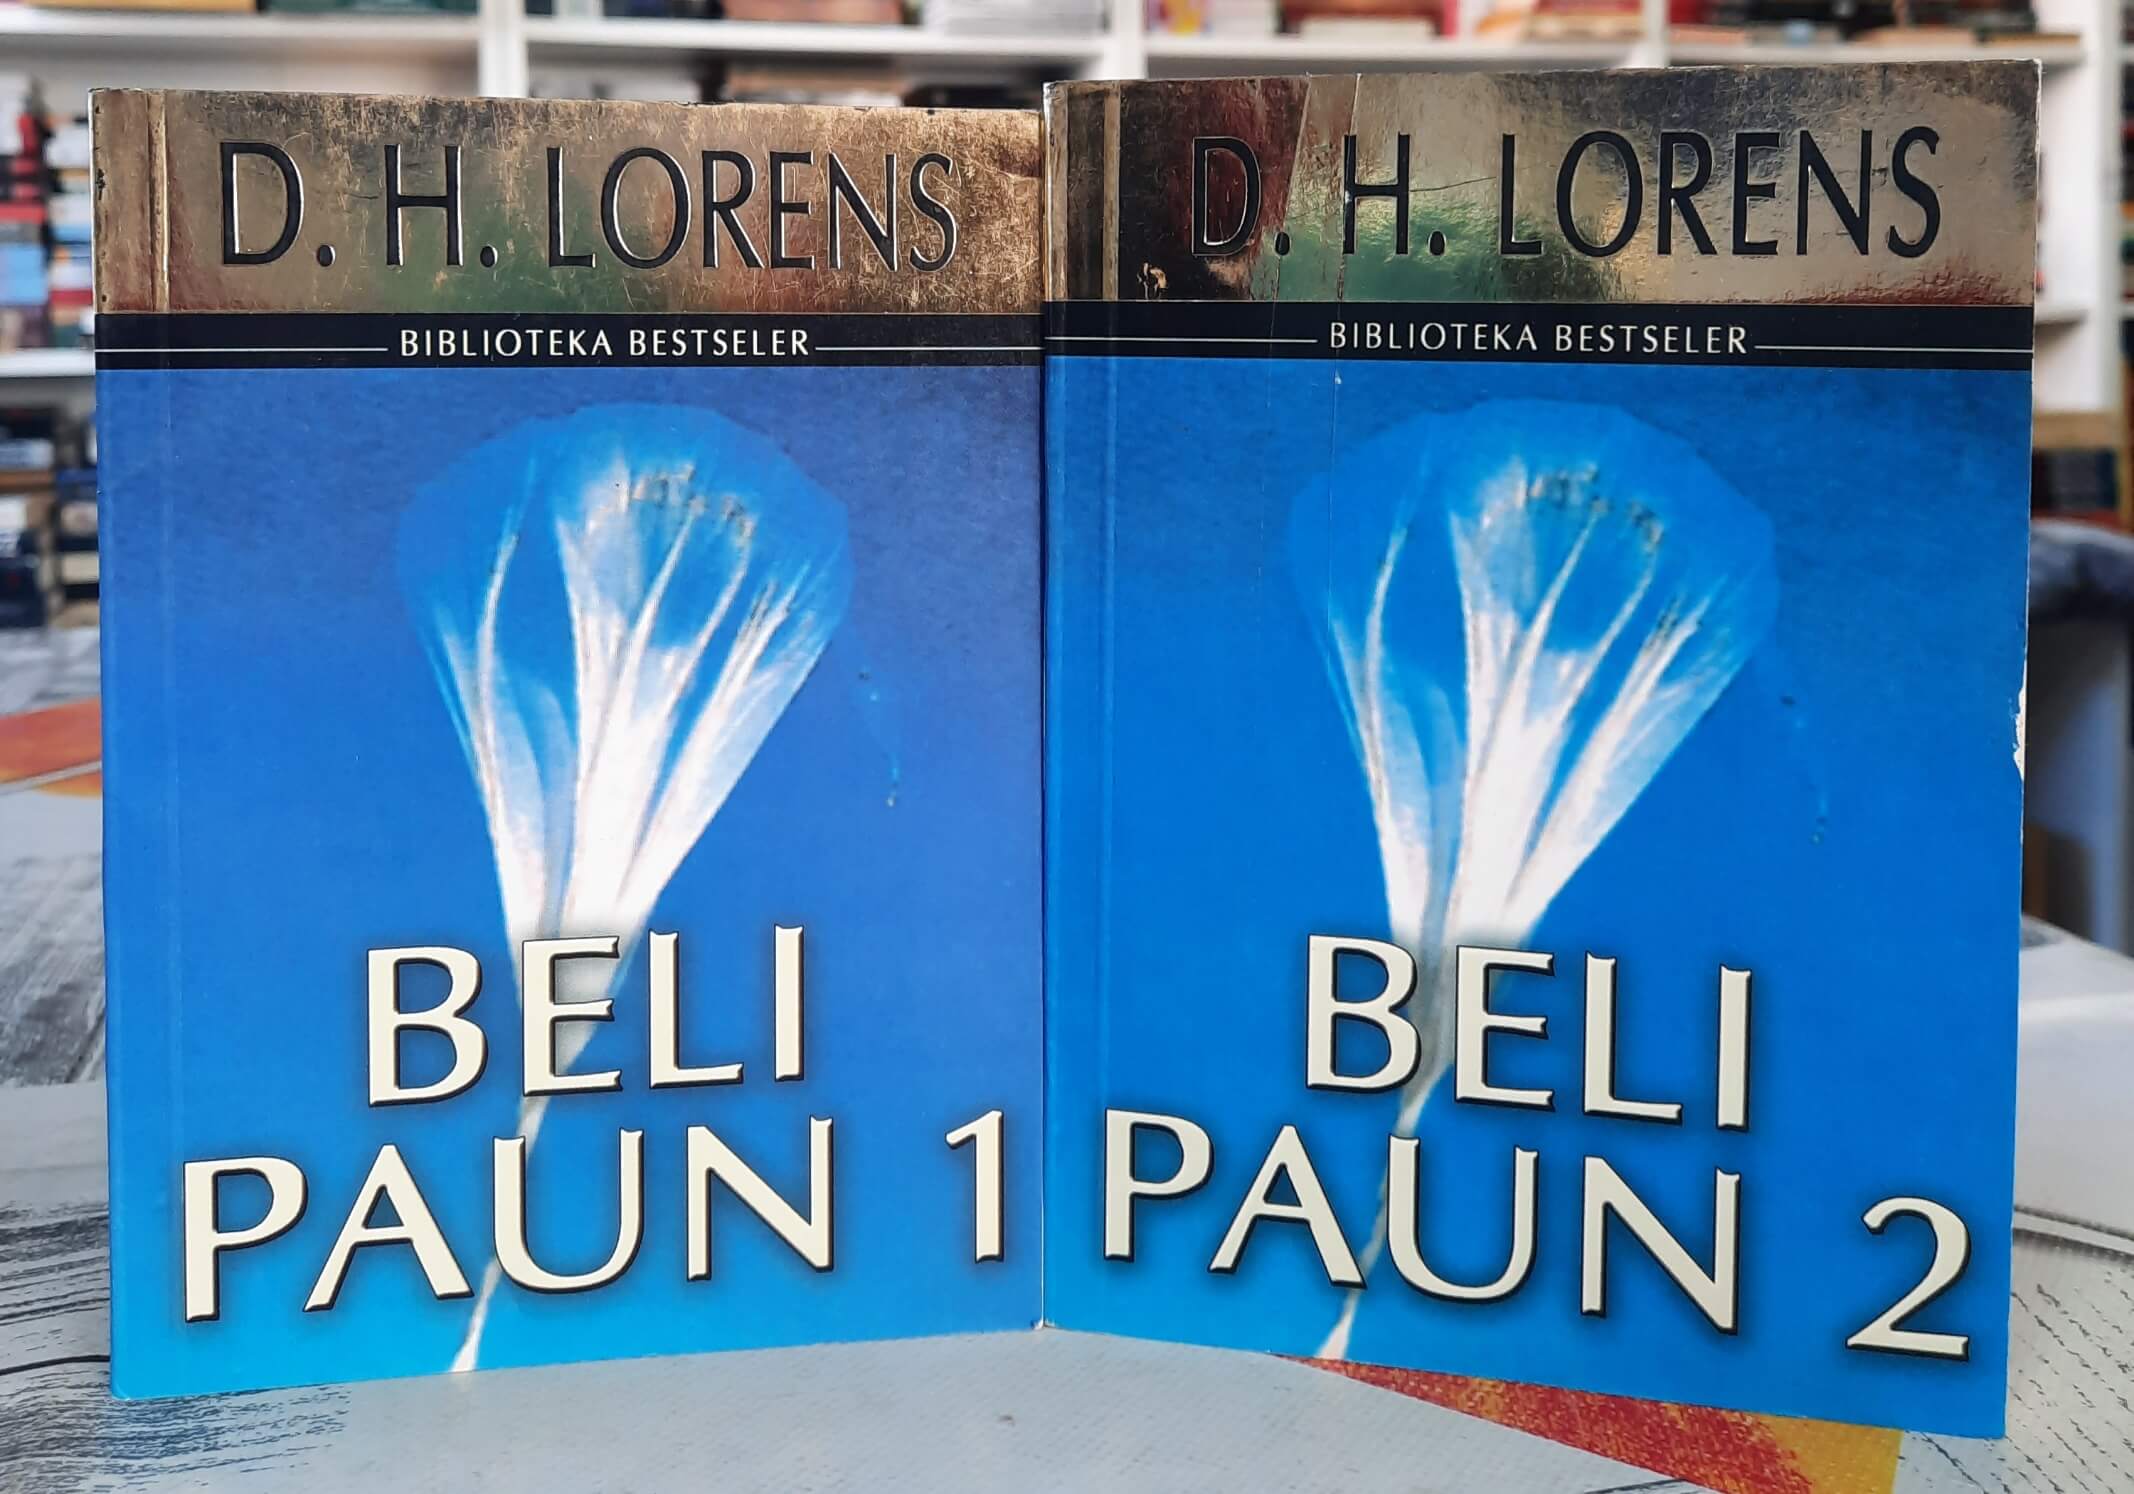 D. H. LORENS
BIBLIOTEKA BESTSELER
BELI
PAUN 1
D. H. LORENS
BIBLIOTEKA BESTSELER
BELI
PAUN 2